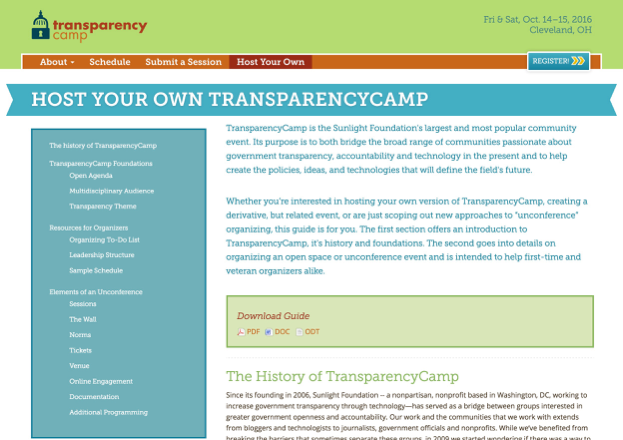 transparency
camp
Fri & Sat, Oct. 14–15, 2016
Cleveland, OH
About
Schedule
Submit a Session
Host Your Own
REGISTER!
HOST YOUR OWN TRANSPARENCYCAMP
The history of TransparencyCamp
TransparencyCamp Foundations
Open Agenda
Multidisciplinary Audience
Transparency Theme
Resources for Organizers
Organizing To-Do List
Leadership Structure
Sample Schedule
Elements of an Unconference
Sessions
The Wall
Norms
Tickets
Venue
Online Engagement
Documentation
Additional Programming
TransparencyCamp is the Sunlight Foundation's largest and most popular community
event. Its purpose is to both bridge the broad range of communities passionate about
government transparency, accountability and technology in the present and to help
create the policies, ideas, and technologies that will define the field's future.
Whether you're interested in hosting your own version of TransparencyCamp, creating a
derivative, but related event, or are just scoping out new approaches to "unconference"
organizing, this guide is for you. The first section offers an introduction to
TransparencyCamp, it's history and foundations. The second goes into details on
organizing an open space or unconference event and is intended to help first-time and
veteran organizers alike.
Download Guide
PDF DOC ODT
The History of TransparencyCamp
Since its founding in 2006, Sunlight Foundation -- a nonpartisan, nonprofit based in Washington, DC, working to
increase government transparency through technology—has served as a bridge between groups interested in
greater government openness and accountability. Our work and the communities that we work with extends
from bloggers and technologists to journalists, government officials and nonprofits. While we've benefited from
breaking the barriers that sometimes separate these groups, in 2009 we started wondering if there was a way to